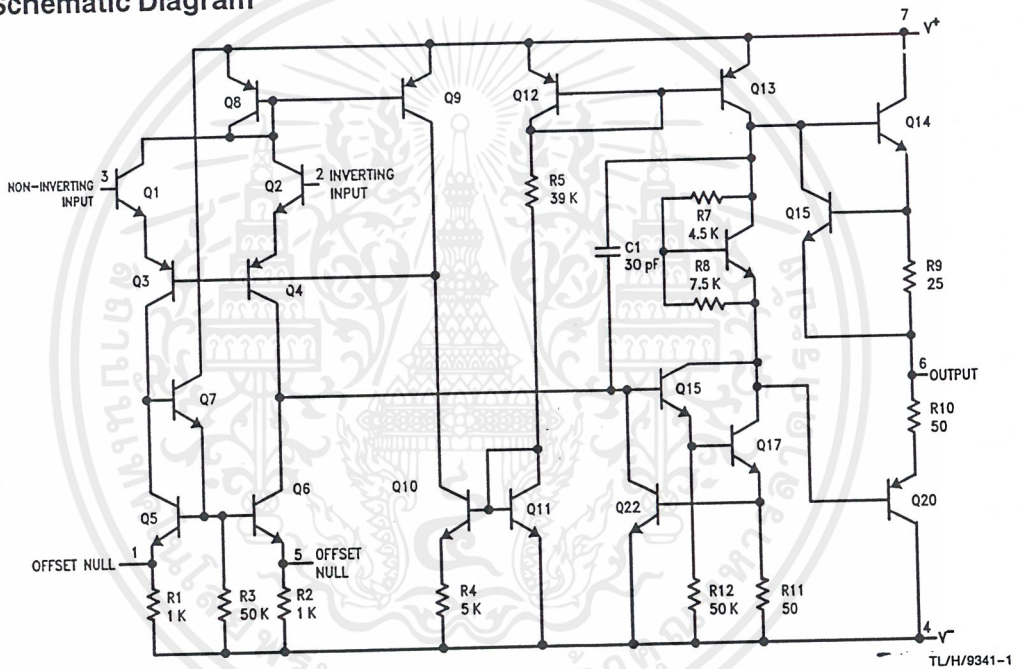 Schematic Diagram
7
V+
Q8
Q9
Q12
Q13
Q14
NON-INVERTING INPUT
3
Q1
Q2
2 INVERTING INPUT
R5
39 K
R7
4.5 K
Q15
C1
30 pF
R8
7.5 K
R9
25
Q3
Q4
6
OUTPUT
Q7
Q15
R10
50
Q17
Q10
Q6
Q5
Q11
Q22
Q20
OFFSET NULL
1
5 OFFSET NULL
R1
1 K
R3
50 K
R2
1 K
R4
5 K
R12
50 K
R11
50
4
V-
TL/H/9341-1